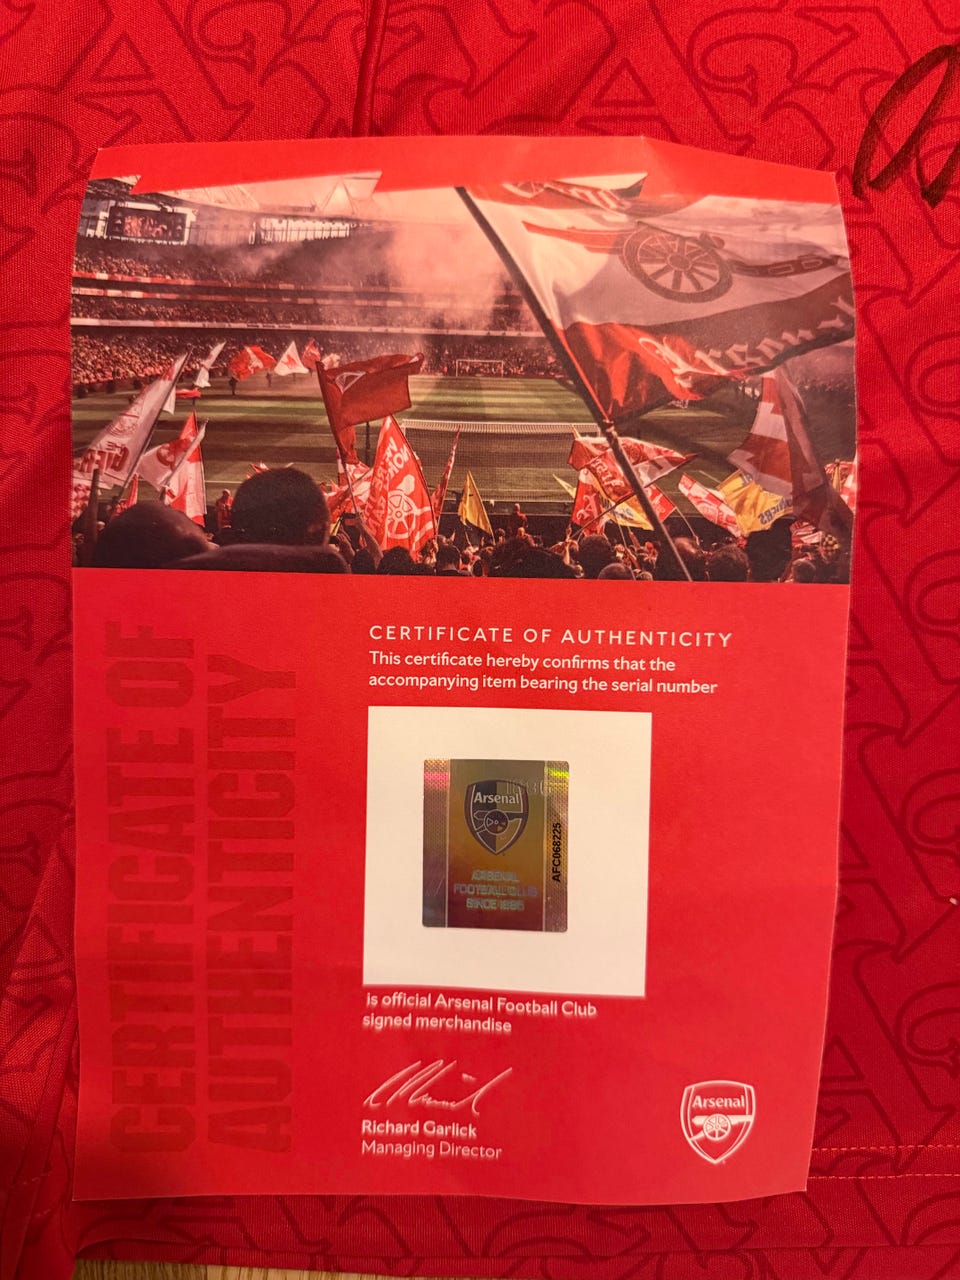 Arsenal
CERTIFICATE OF
AUTHENTICITY
CERTIFICATE OF AUTHENTICITY
This certificate hereby confirms that the
accompanying item bearing the serial number
Arsenal
ARSENAL
FOOTBALL CLUB
SINCE 1886
AFC068225
is official Arsenal Football Club
signed merchandise
Richard Garlick
Managing Director
Arsenal